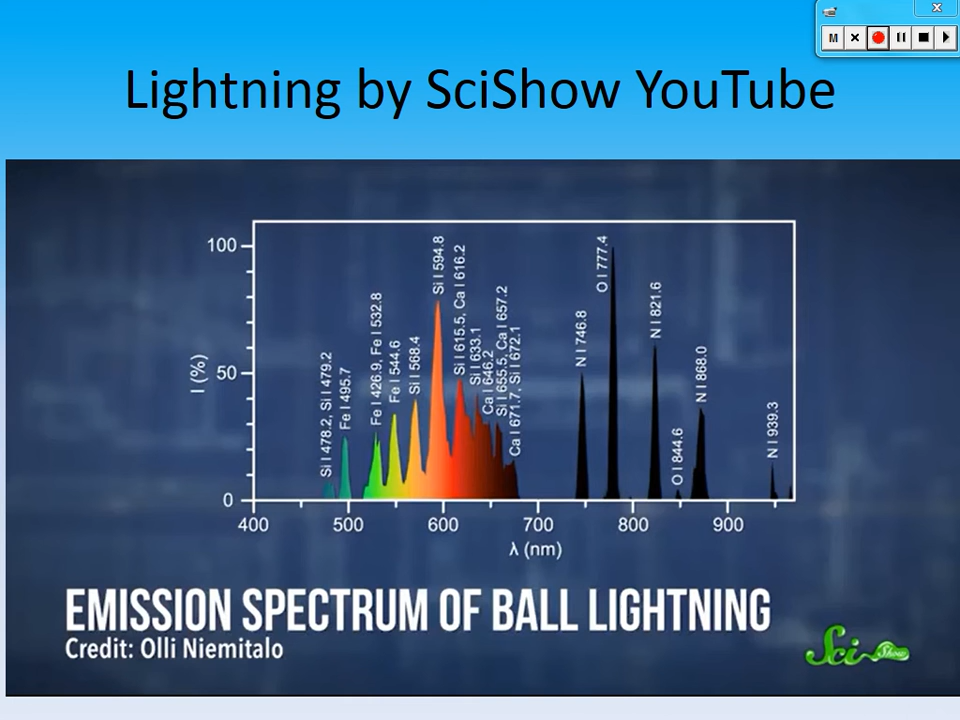 M
Lightning by SciShow YouTube
100
50
0
I (%)
Si I 478.2, Si I 479.2
Fe I 495.7
Fe I 426.9, Fe I 532.8
Fe I 544.6
Si I 568.4
Si I 594.8
Si I 615.5, Ca I 616.2
Si I 633.1
Ca I 646.2
Si I 655.5, Ca I 657.2
Ca I 671.7, Si I 672.1
N I 746.8
O I 777.4
N I 821.6
O I 844.6
N I 868.0
N I 939.3
400 500 600 700 800 900
λ (nm)
EMISSION SPECTRUM OF BALL LIGHTNING
Credit: Olli Niemitalo
Sci Show